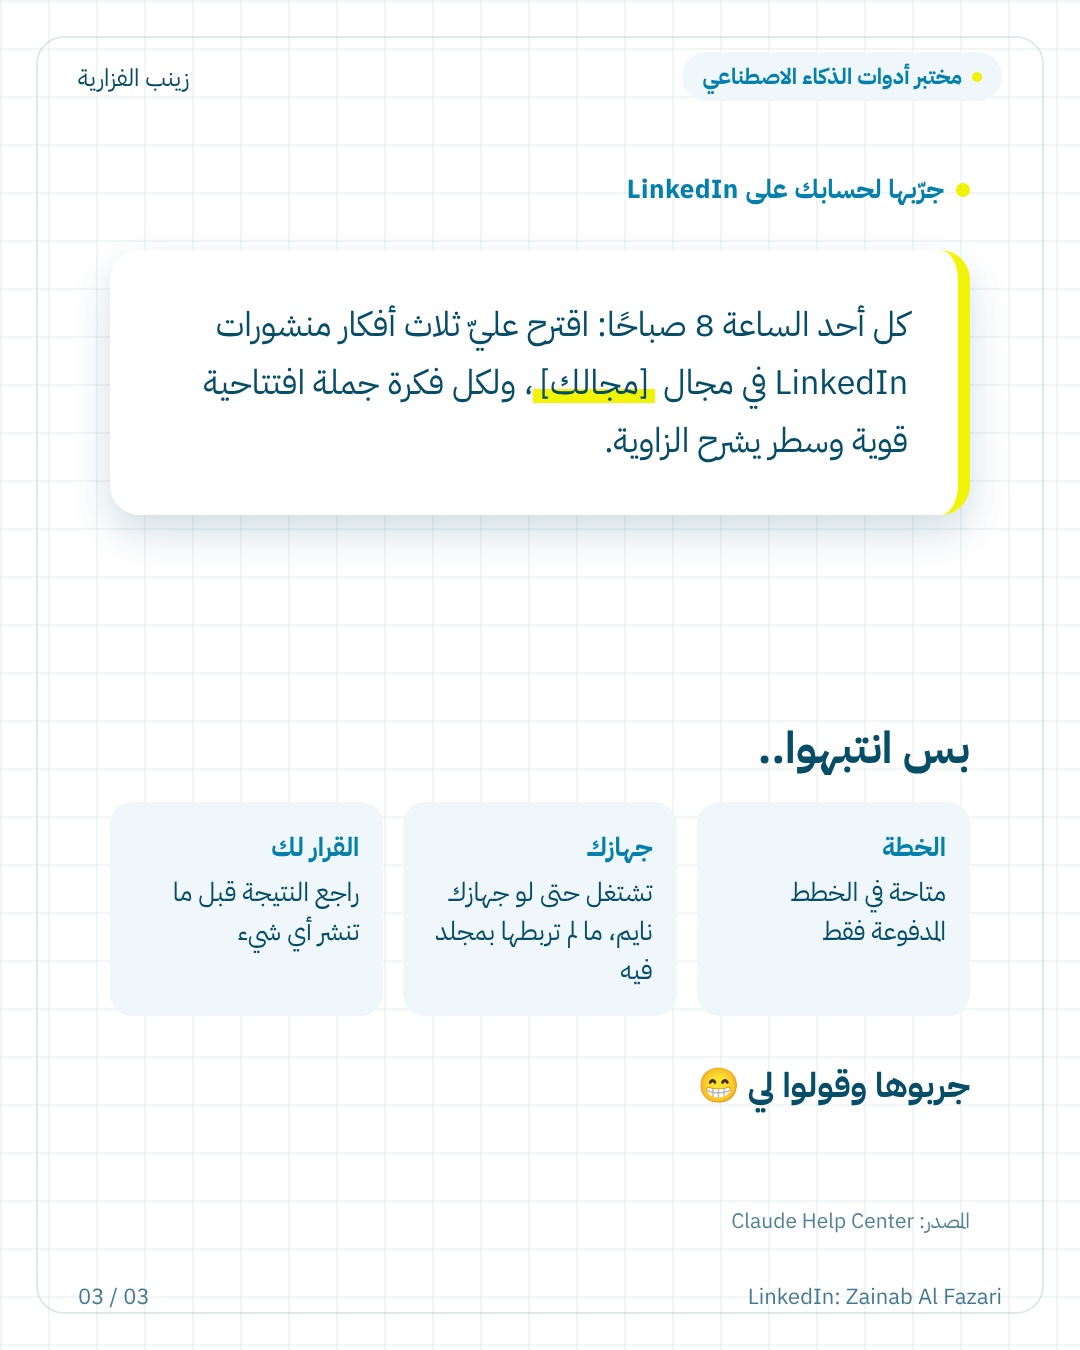 مختبر أدوات الذكاء الاصطناعي
زينب الفزارية
جرّبها لحسابك على LinkedIn
كل أحد الساعة 8 صباحًا: اقترح عليّ ثلاث أفكار منشورات
LinkedIn في مجال [مجالك]، ولكل فكرة جملة افتتاحية
قوية وسطر يشرح الزاوية.
بس انتبهوا..
الخطة
متاحة في الخطط
المدفوعة فقط
جهازك
تشتغل حتى لو جهازك
نايم، ما لم تربطها بمجلد
فيه
القرار لك
راجع النتيجة قبل ما
تنشر أي شيء
جربوها وقولوا لي 😁
المصدر: Claude Help Center
LinkedIn: Zainab Al Fazari
03 / 03